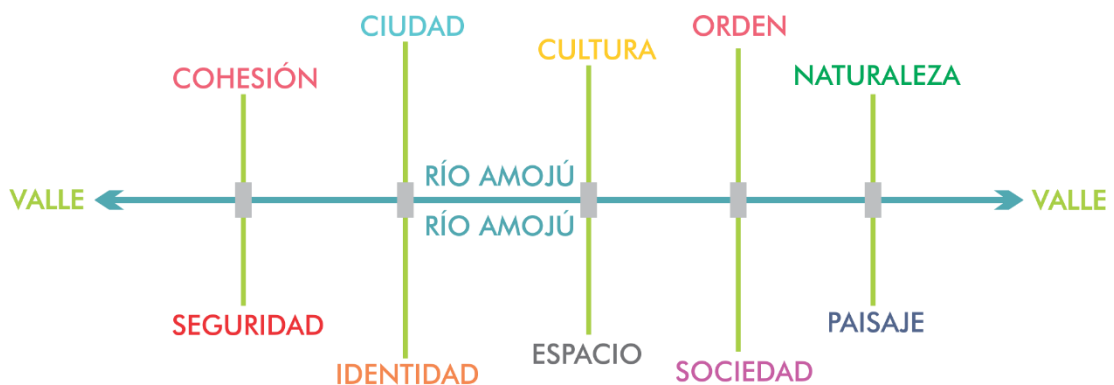 CIUDAD
ORDEN
CULTURA
COHESIÓN
NATURALEZA
RÍO AMOJÚ
VALLE
VALLE
RÍO AMOJÚ
SEGURIDAD
PAISAJE
ESPACIO
IDENTIDAD
SOCIEDAD